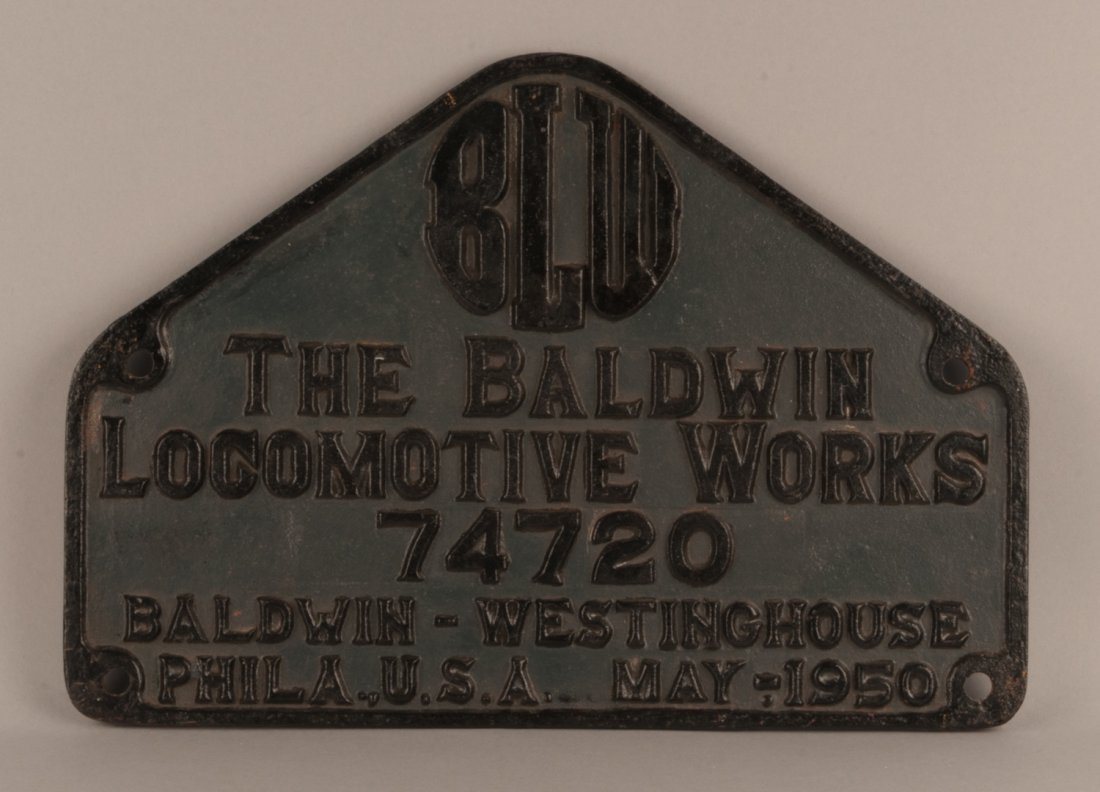 BLW
THE BALDWIN
LOCOMOTIVE WORKS
74720
BALDWIN - WESTINGHOUSE
PHILA., U.S.A. MAY - 1950